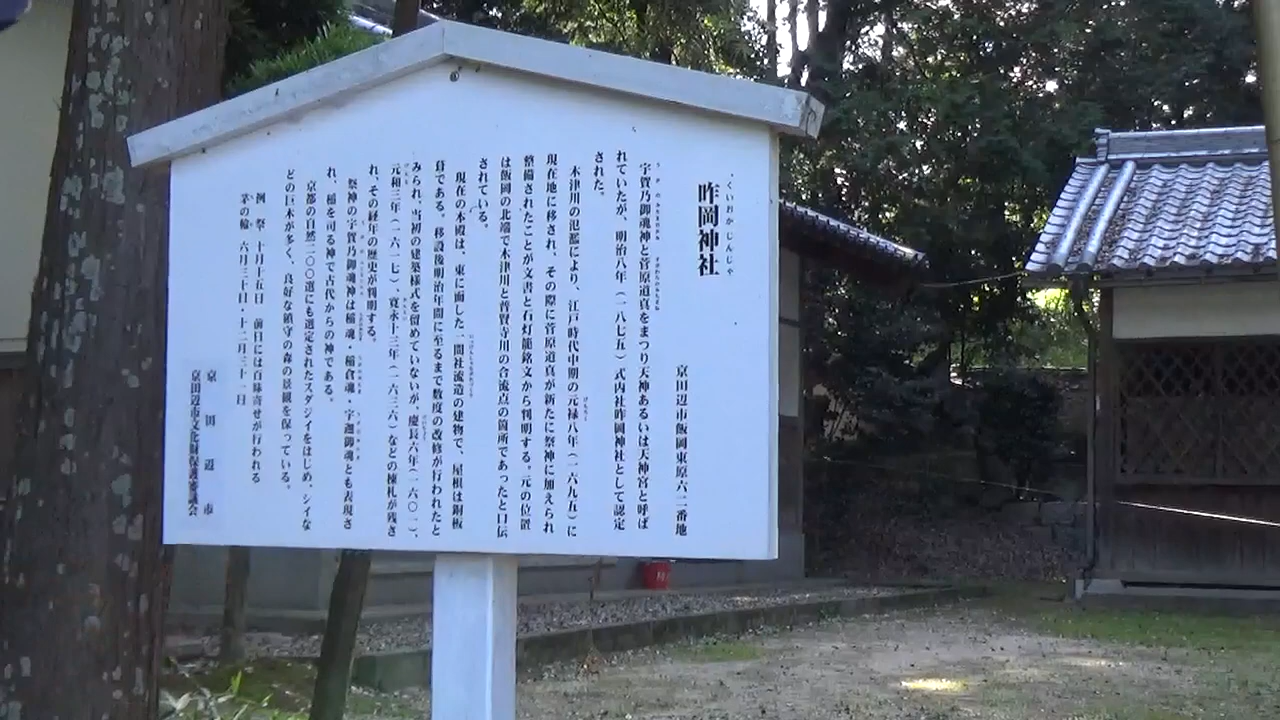 くいおか じんじゃ
咋岡神社
京田辺市飯岡東原六二番地
宇賀乃御魂神と菅原道真をまつり天神あるいは天神宮と呼ば
れていたが、明治八年（一八七五）式内社咋岡神社として認定
された。
木津川の氾濫により、江戸時代中期の元禄八年（一六九五）に
現在地に移され、その際に菅原道真が新たに祭神に加えられ
整備されたことが文書と石灯籠銘文から判明する。元の位置
は飯岡の北端で木津川と普賢寺川の合流点の箇所であったと口伝
されている。
現在の本殿は、東に面した一間社流造の建物で、屋根は銅板
葺である。移設後明治年間に至るまで数度の改修が行われたと
みられ、当初の建築様式を留めていないが、慶長六年（一六〇一）、
元和三年（一六一七）、寛永十三年（一六三六）などの棟札が残さ
れ、その経年の歴史が判明する。
祭神の宇賀乃御魂神は稲魂・稲倉魂・宇迦御魂とも表現さ
れ、稲を司る神で古代からの神である。
京都の自然二〇〇選にも選定されたスダジイをはじめ、シイな
どの巨木が多く、良好な鎮守の森の景観を保っている。
例 祭 十月十五日 前日には百味寄せが行われる
茅の輪 六月三十日・十二月三十一日
京田辺市
京田辺市文化財保護審議会